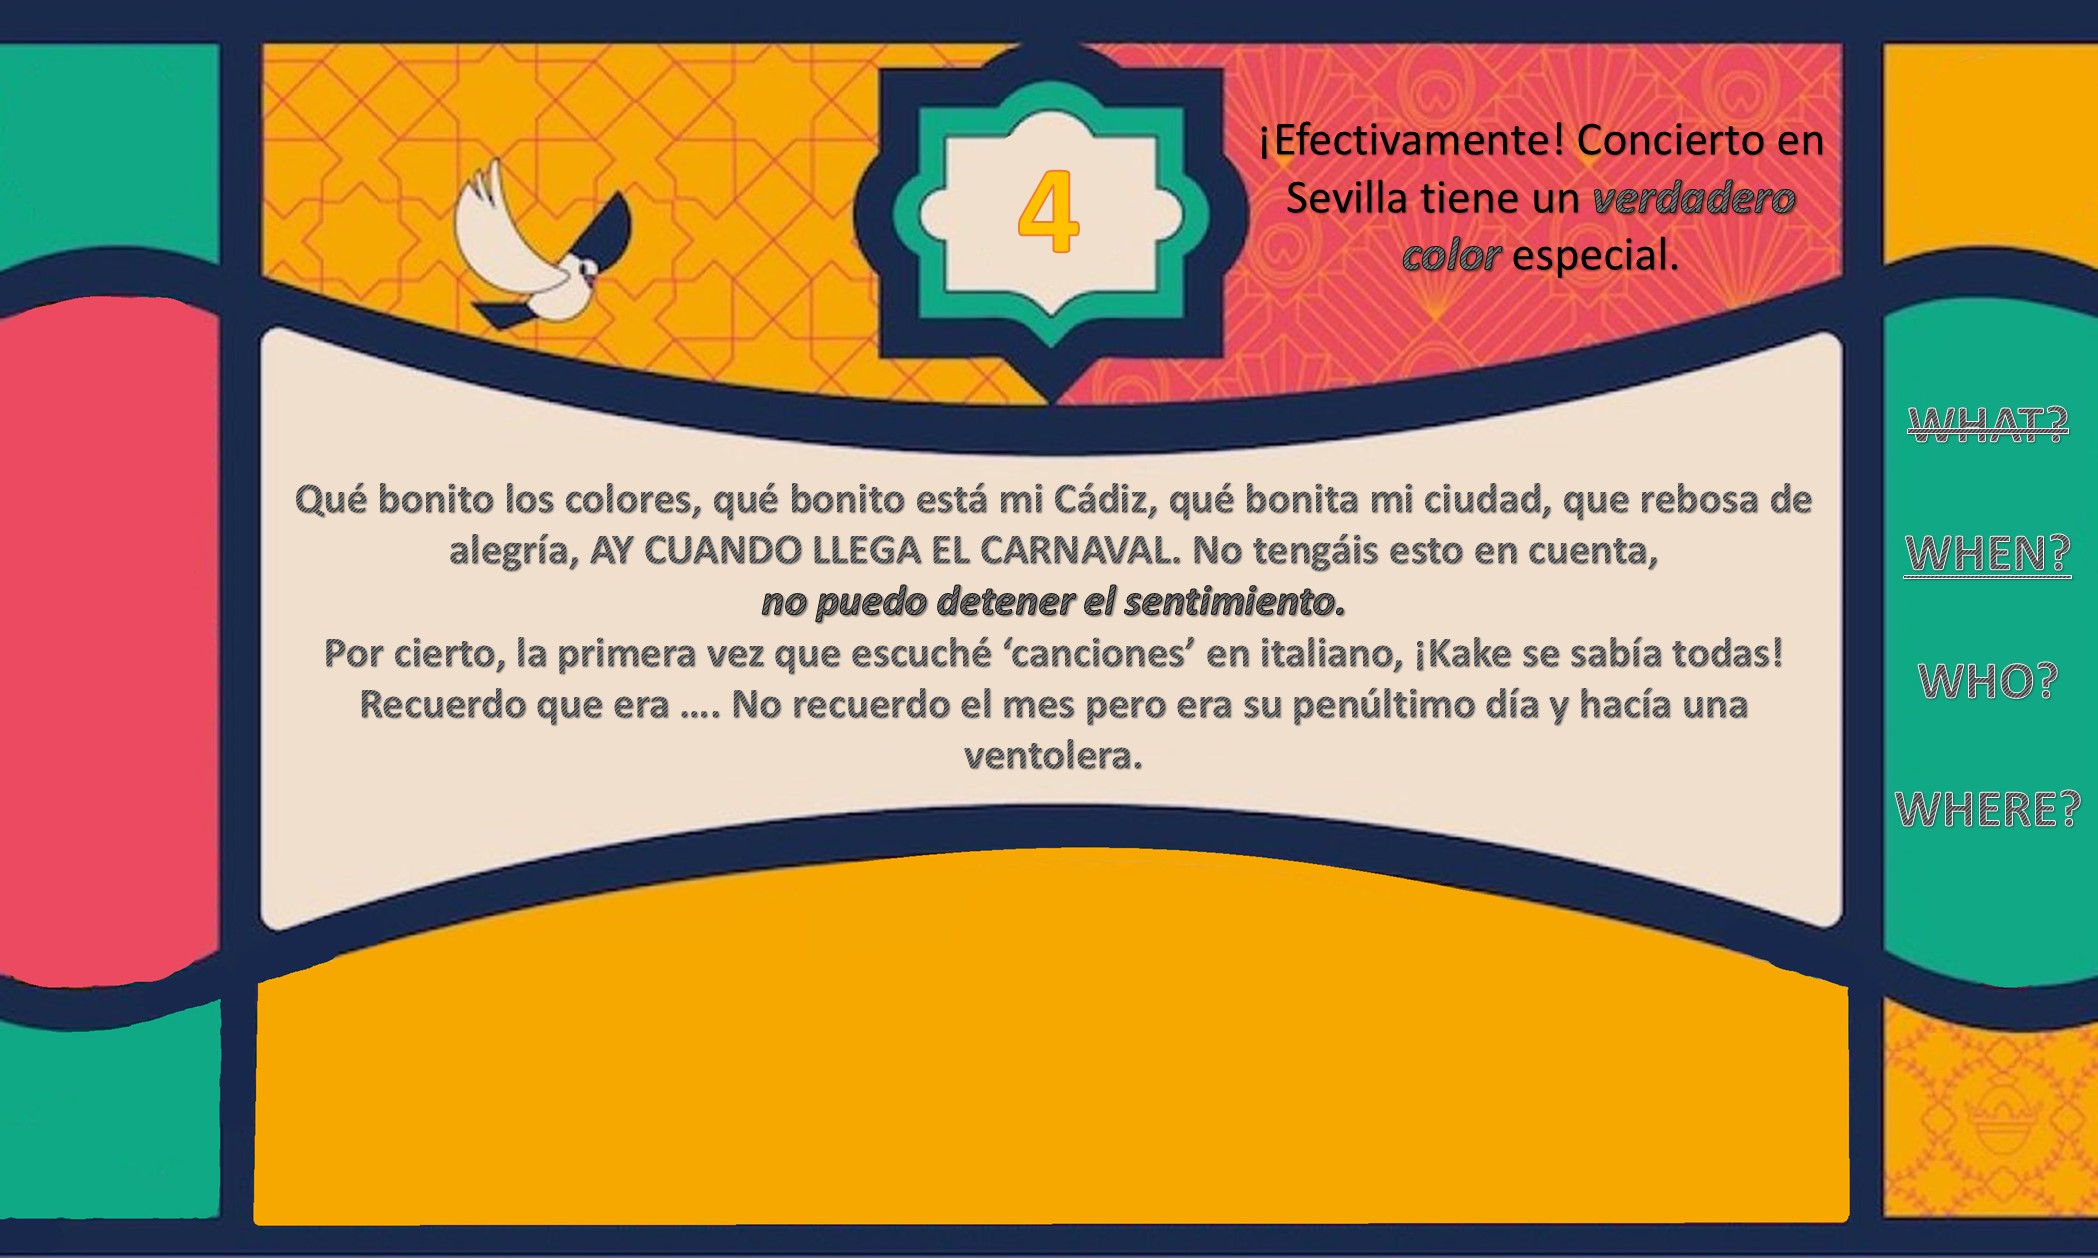 4
¡Efectivamente! Concierto en
Sevilla tiene un verdadero
color especial.
Qué bonito los colores, qué bonito está mi Cádiz, qué bonita mi ciudad, que rebosa de
alegría, AY CUANDO LLEGA EL CARNAVAL. No tengáis esto en cuenta,
no puedo detener el sentimiento.
Por cierto, la primera vez que escuché ‘canciones’ en italiano, ¡Kake se sabía todas!
Recuerdo que era .... No recuerdo el mes pero era su penúltimo día y hacía una
ventolera.
WHAT?
WHEN?
WHO?
WHERE?